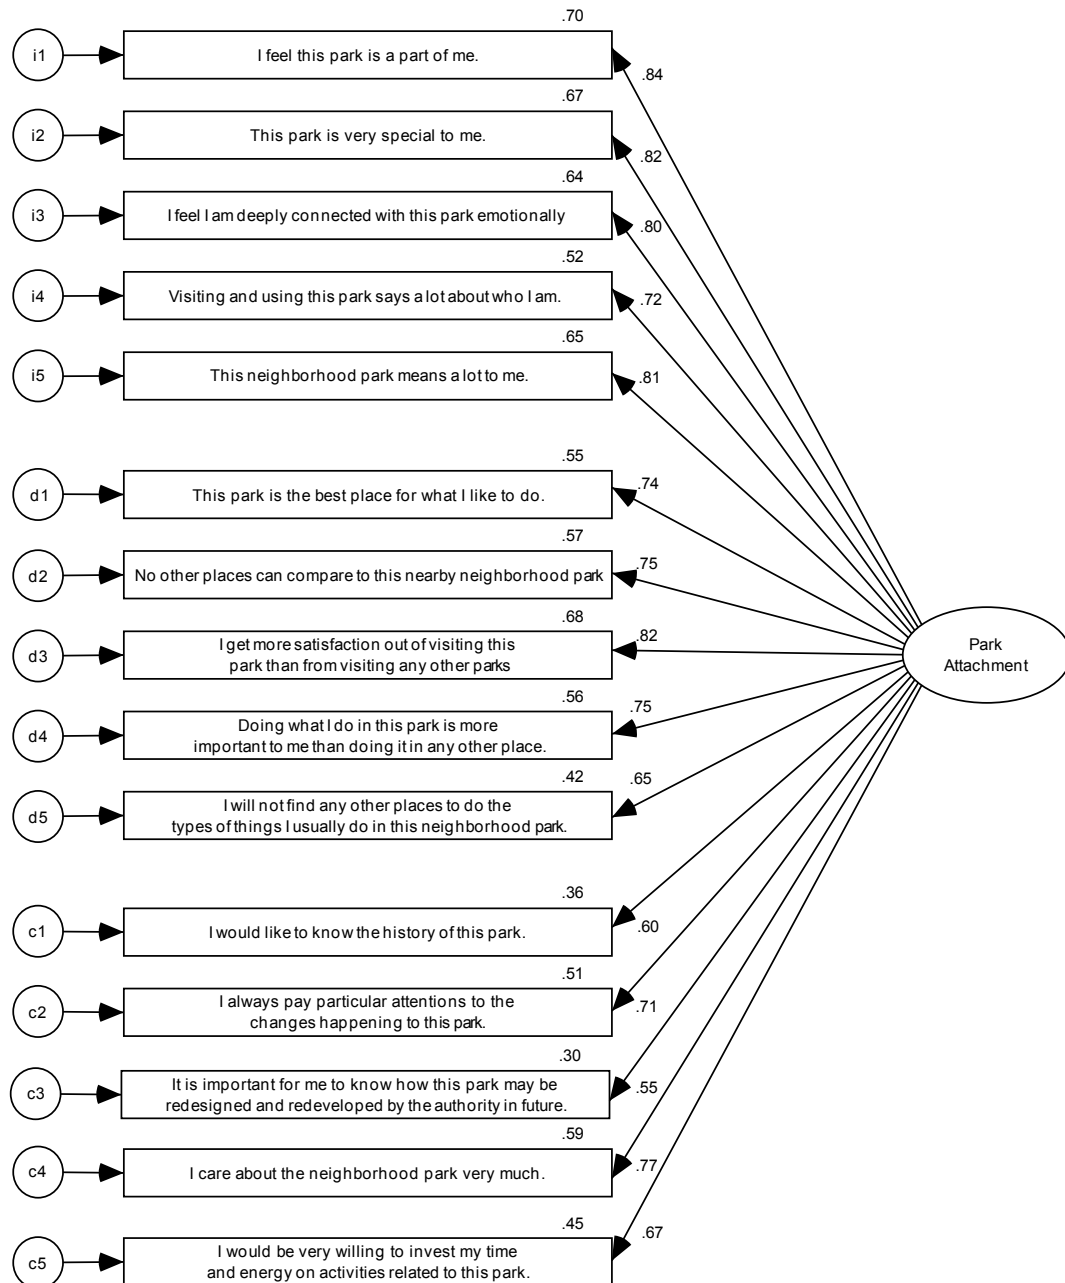 .70
i1
I feel this park is a part of me.
.84
.67
i2
This park is very special to me.
.82
.64
i3
I feel I am deeply connected with this park emotionally
.80
.52
i4
Visiting and using this park says a lot about who I am.
.72
.65
i5
This neighborhood park means a lot to me.
.81
.55
d1
This park is the best place for what I like to do.
.74
.57
d2
No other places can compare to this nearby neighborhood park
.75
.68
d3
I get more satisfaction out of visiting this
park than from visiting any other parks
.82
Park
Attachment
.56
d4
Doing what I do in this park is more
important to me than doing it in any other place.
.75
.42
d5
I will not find any other places to do the
types of things I usually do in this neighborhood park.
.65
.36
c1
I would like to know the history of this park.
.60
.51
c2
I always pay particular attentions to the
changes happening to this park.
.71
.30
c3
It is important for me to know how this park may be
redesigned and redeveloped by the authority in future.
.55
.59
c4
I care about the neighborhood park very much.
.77
.45
c5
I would be very willing to invest my time
and energy on activities related to this park.
.67